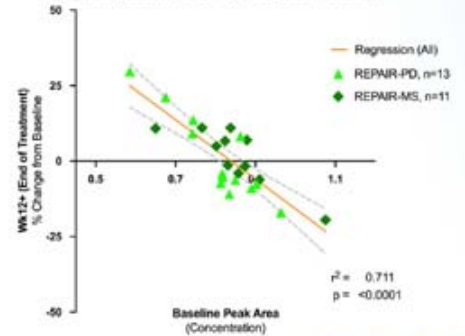 50
25
0
-25
-50
0.5
0.7
0.9
1.1
Wk12+ (End of Treatment)
% Change from Baseline
Regression (All)
REPAIR-PD, n=13
REPAIR-MS, n=11
r² = 0.711
p = <0.0001
Baseline Peak Area
(Concentration)